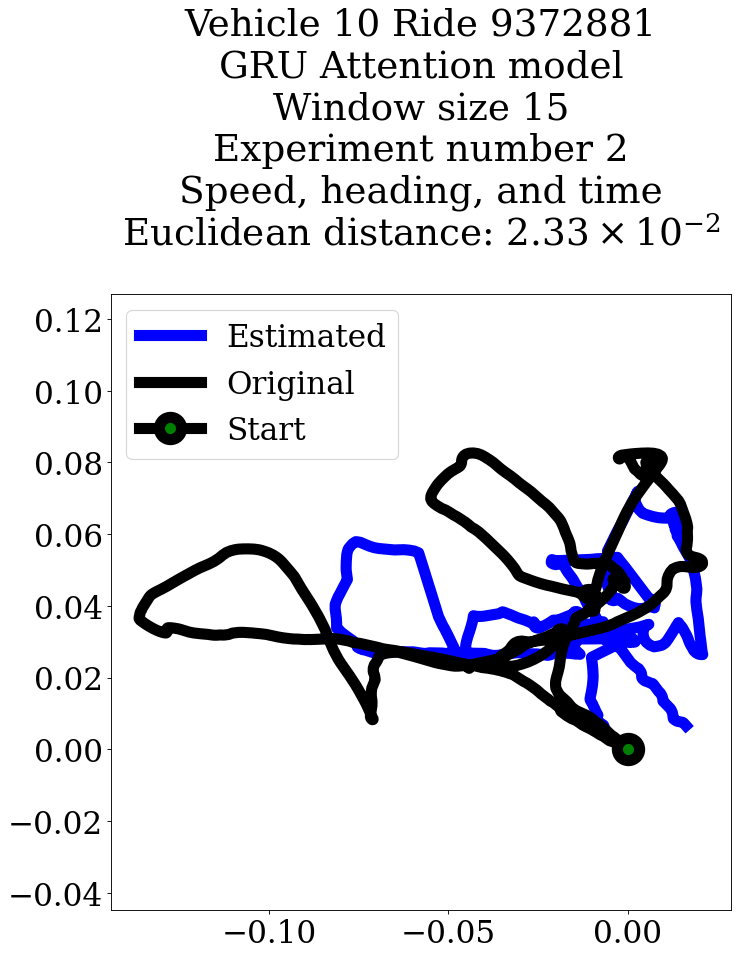 Vehicle 10 Ride 9372881
GRU Attention model
Window size 15
Experiment number 2
Speed, heading, and time
Euclidean distance: 2.33 × 10⁻²
Estimated
Original
Start
0.12
0.10
0.08
0.06
0.04
0.02
0.00
−0.02
−0.04
−0.10
−0.05
0.00